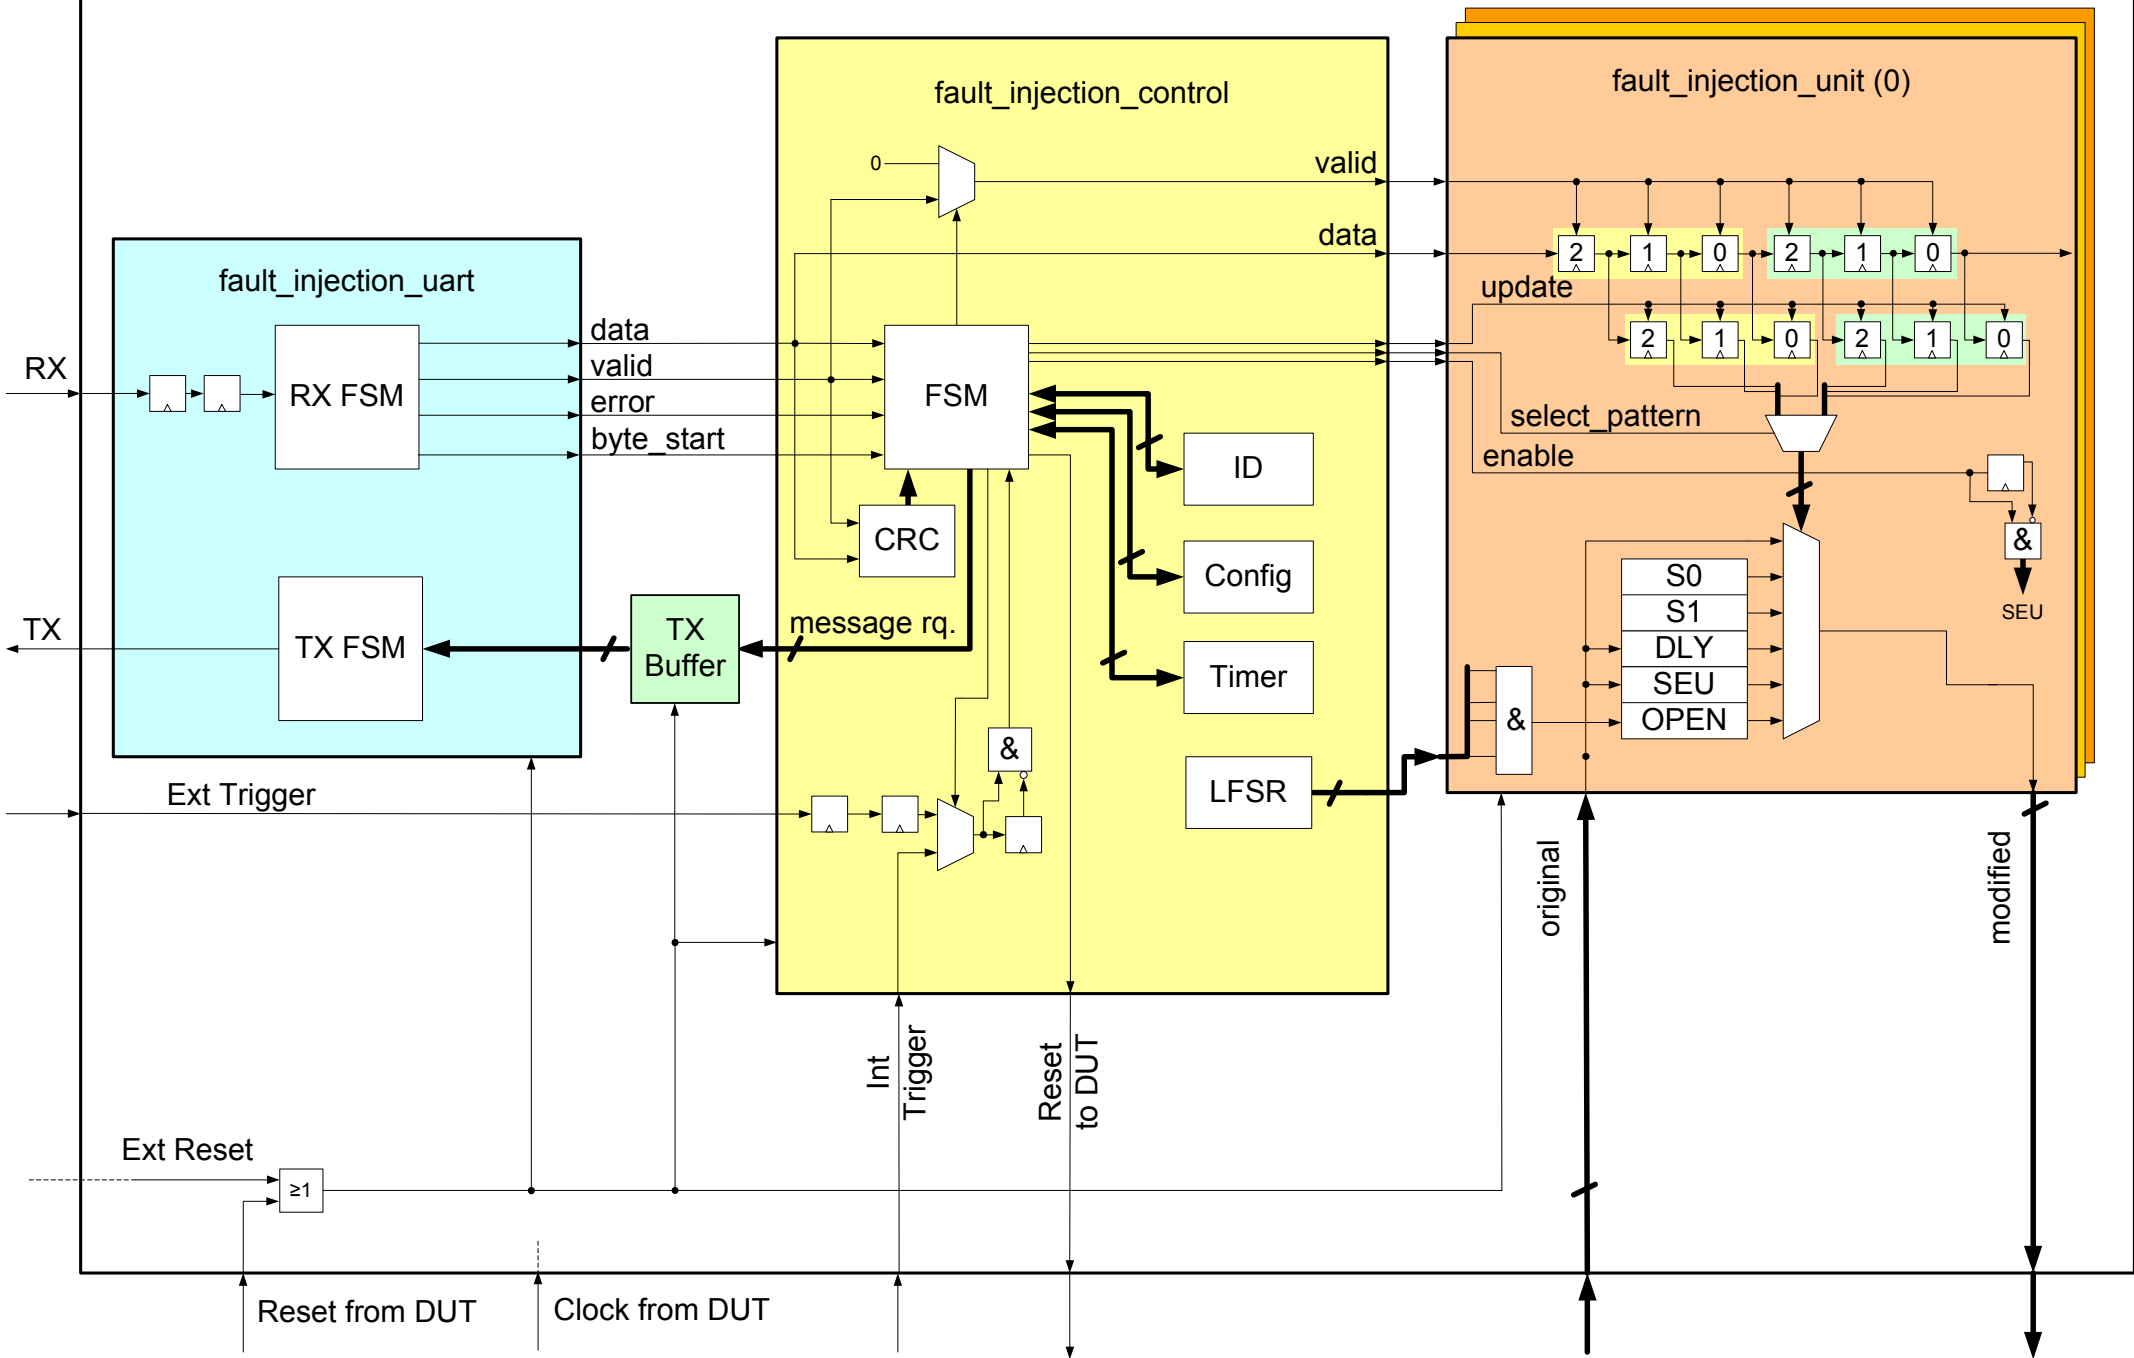 fault_injection_uart
RX
RX FSM
data
valid
error
byte_start
TX
TX FSM
TX
Buffer
message rq.
Ext Trigger
fault_injection_control
0
valid
data
FSM
CRC
ID
Config
Timer
LFSR
&
Int
Trigger
Reset
to DUT
fault_injection_unit (0)
2 1 0 2 1 0
update
2 1 0 2 1 0
select_pattern
enable
&
SEU
S0
S1
DLY
SEU
OPEN
&
original
modified
Ext Reset
≥1
Reset from DUT
Clock from DUT